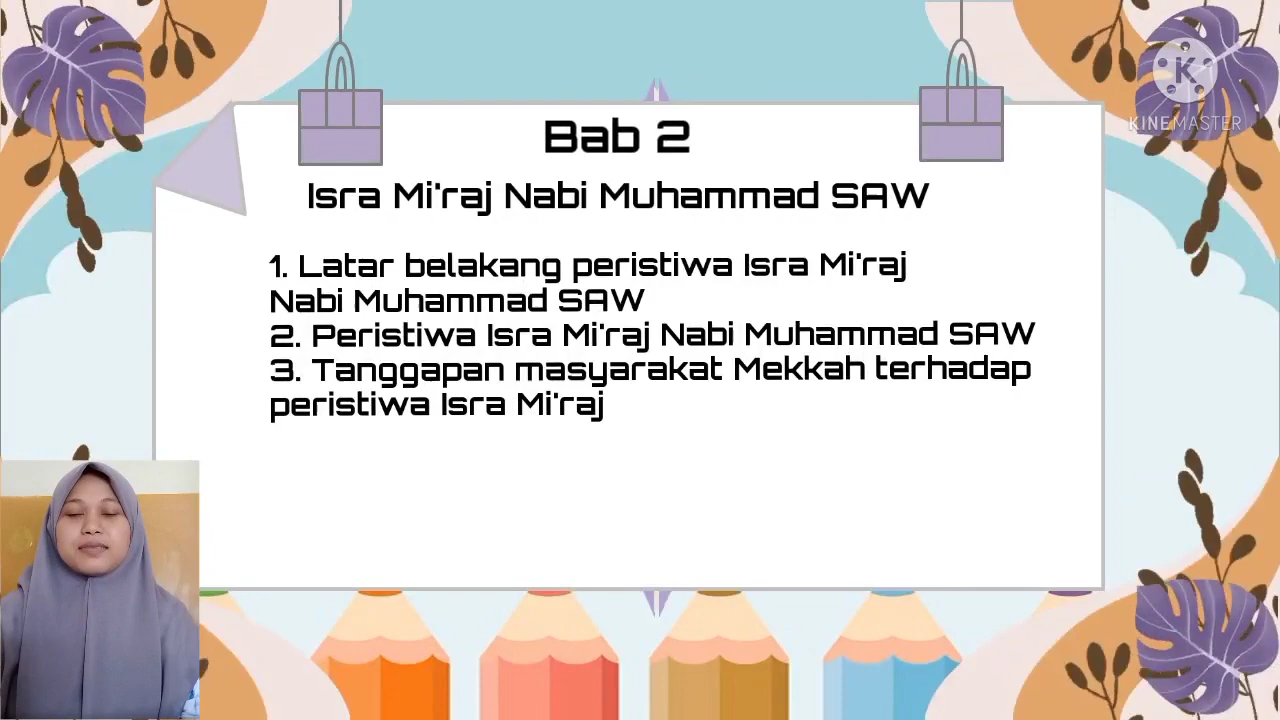 Bab 2
Isra Mi'raj Nabi Muhammad SAW
1. Latar belakang peristiwa Isra Mi'raj
Nabi Muhammad SAW
2. Peristiwa Isra Mi'raj Nabi Muhammad SAW
3. Tanggapan masyarakat Mekkah terhadap
peristiwa Isra Mi'raj
K
KINEMASTER